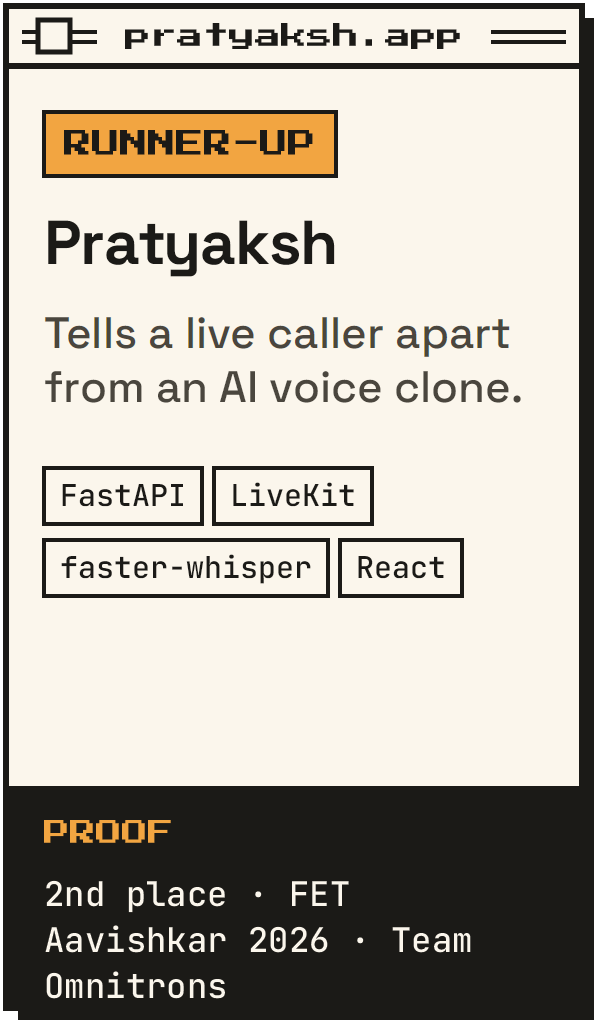 pratyaksh.app
RUNNER-UP
Pratyaksh
Tells a live caller apart
from an AI voice clone.
FastAPI LiveKit
faster-whisper React
PROOF
2nd place · FET
Aavishkar 2026 · Team
Omnitrons